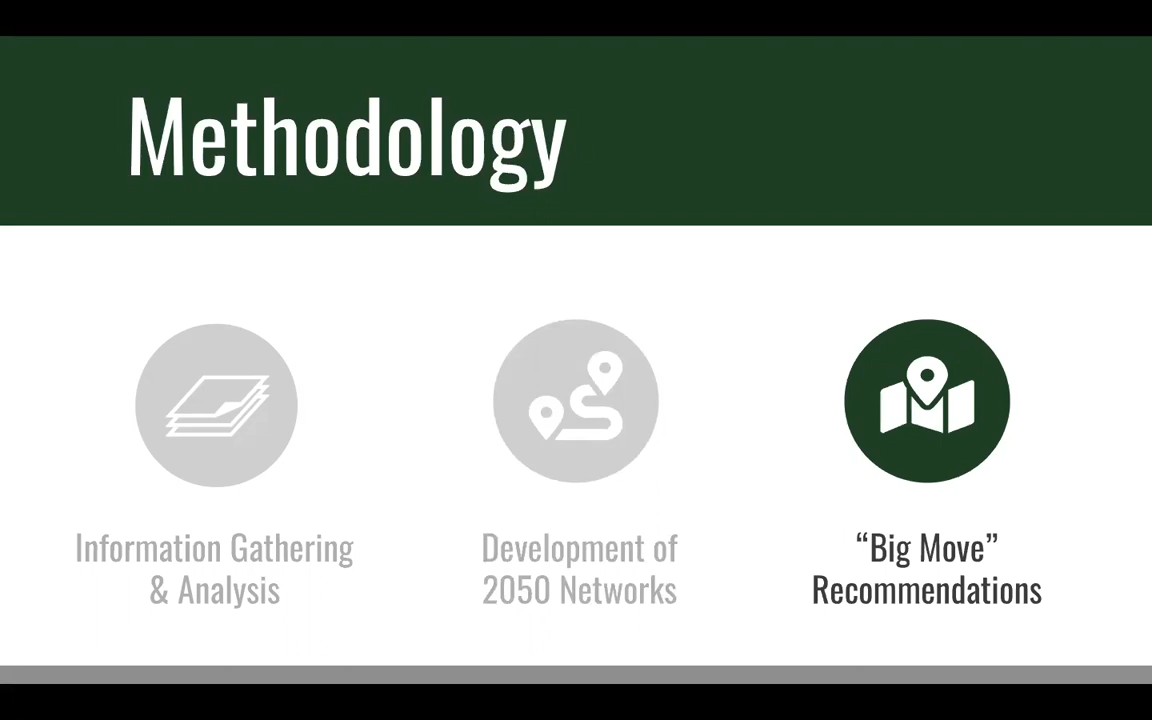 Methodology
Information Gathering
& Analysis
Development of
2050 Networks
“Big Move”
Recommendations